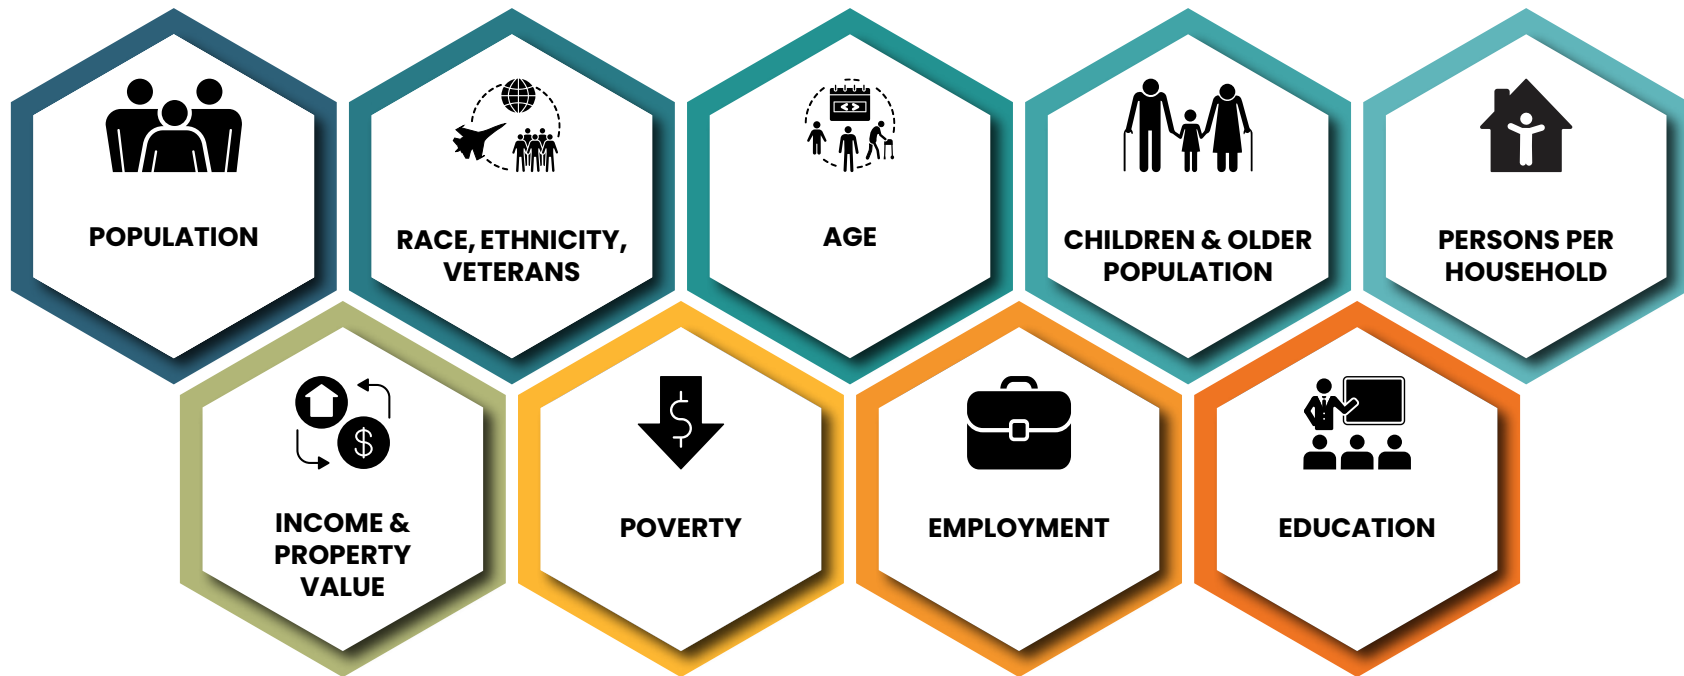 POPULATION
RACE, ETHNICITY,
VETERANS
AGE
CHILDREN & OLDER
POPULATION
PERSONS PER
HOUSEHOLD
$
INCOME &
PROPERTY
VALUE
$
POVERTY
EMPLOYMENT
EDUCATION